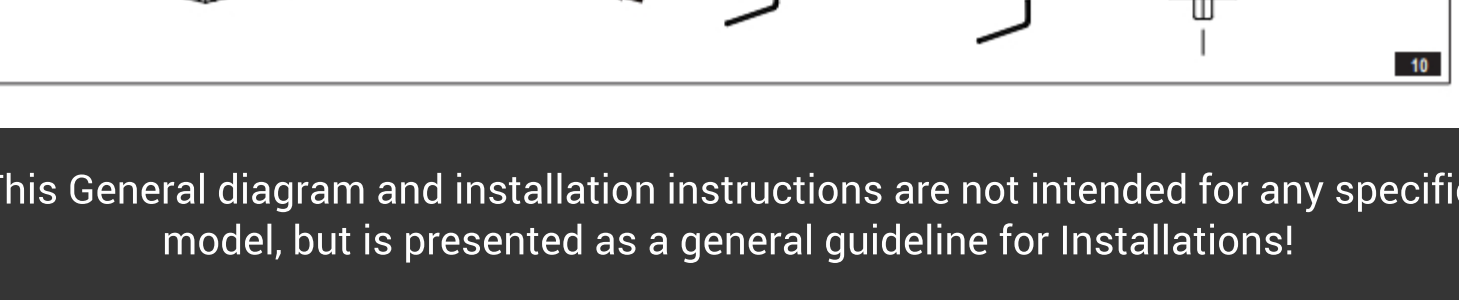 10
This General diagram and installation instructions are not intended for any specific
model, but is presented as a general guideline for Installations!